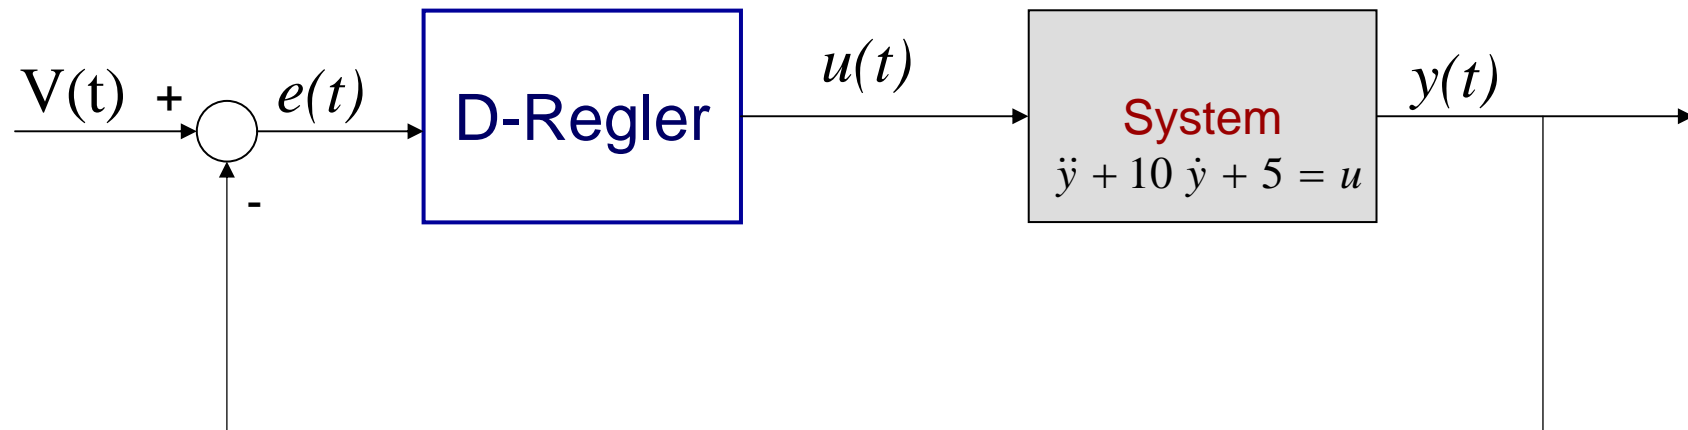 V(t) + e(t) D-Regler u(t) System y(t)
ÿ + 10 ẏ + 5 = u
-